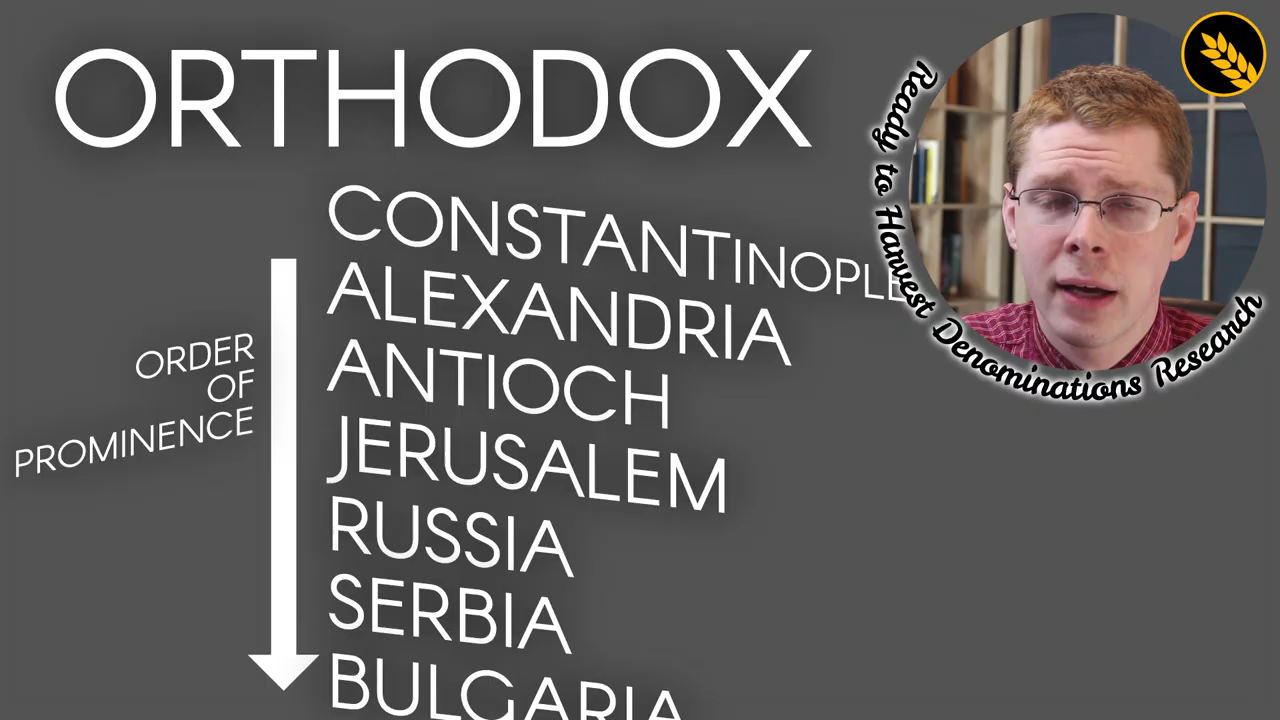 ORTHODOX
CONSTANTINOPLE
ALEXANDRIA
ANTIOCH
JERUSALEM
RUSSIA
SERBIA
BULGARIA
ORDER
OF
PROMINENCE
Ready to Harvest Denominations Research